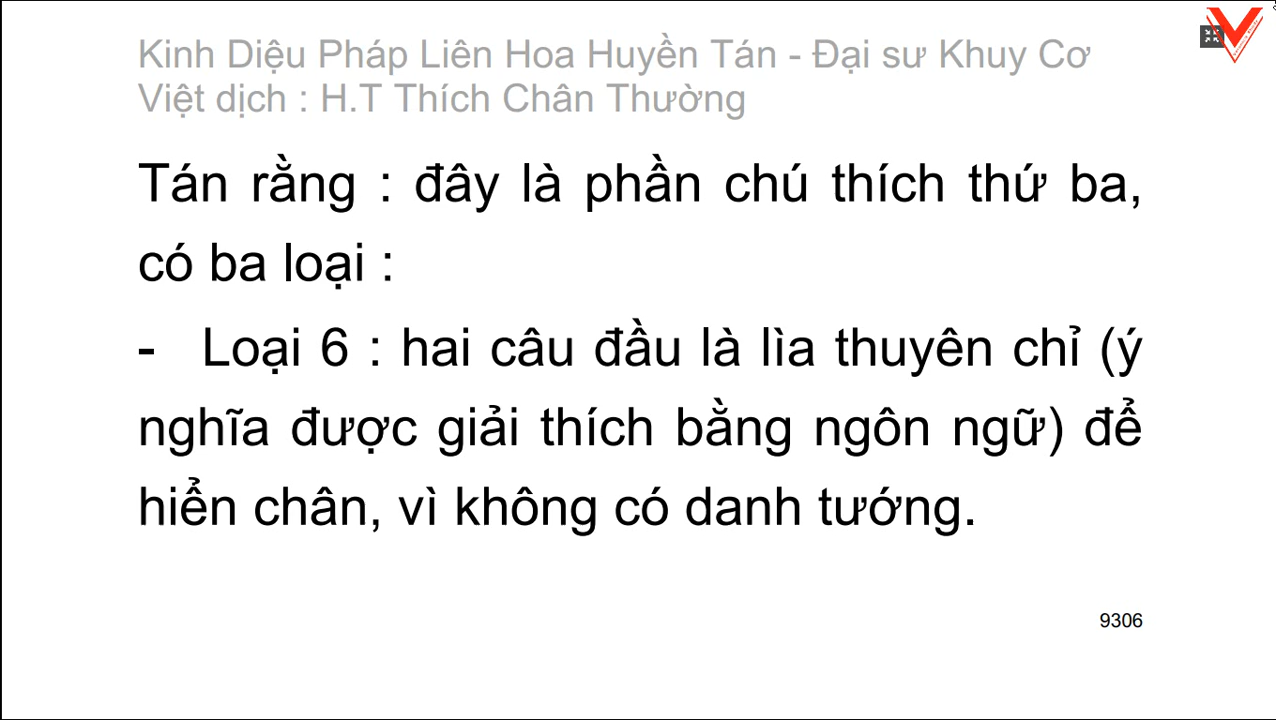 Kinh Diệu Pháp Liên Hoa Huyền Tán - Đại sư Khuy Cơ
Việt dịch : H.T Thích Chân Thường
Tán rằng : đây là phần chú thích thứ ba,
có ba loại :
- Loại 6 : hai câu đầu là lìa thuyên chỉ (ý
nghĩa được giải thích bằng ngôn ngữ) để
hiển chân, vì không có danh tướng.
9306